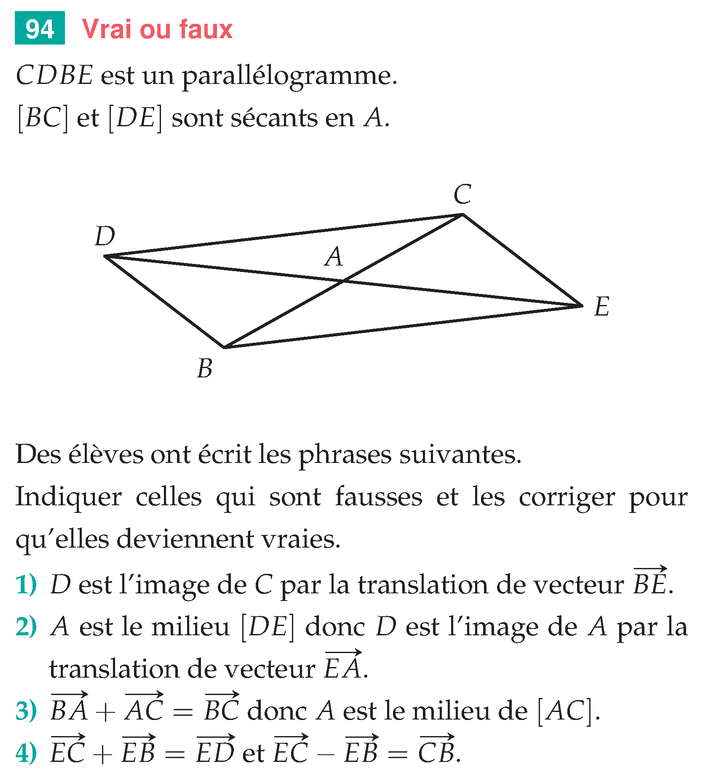 94 Vrai ou faux
CDBE est un parallélogramme.
[BC] et [DE] sont sécants en A.
C
D
A
E
B
Des élèves ont écrit les phrases suivantes.
Indiquer celles qui sont fausses et les corriger pour
qu'elles deviennent vraies.
1) D est l'image de C par la translation de vecteur $\overrightarrow{BE}$.
2) A est le milieu [DE] donc D est l'image de A par la
translation de vecteur $\overrightarrow{EA}$.
3) $\overrightarrow{BA} + \overrightarrow{AC} = \overrightarrow{BC}$ donc A est le milieu de [AC].
4) $\overrightarrow{EC} + \overrightarrow{EB} = \overrightarrow{ED}$ et $\overrightarrow{EC} - \overrightarrow{EB} = \overrightarrow{CB}$.